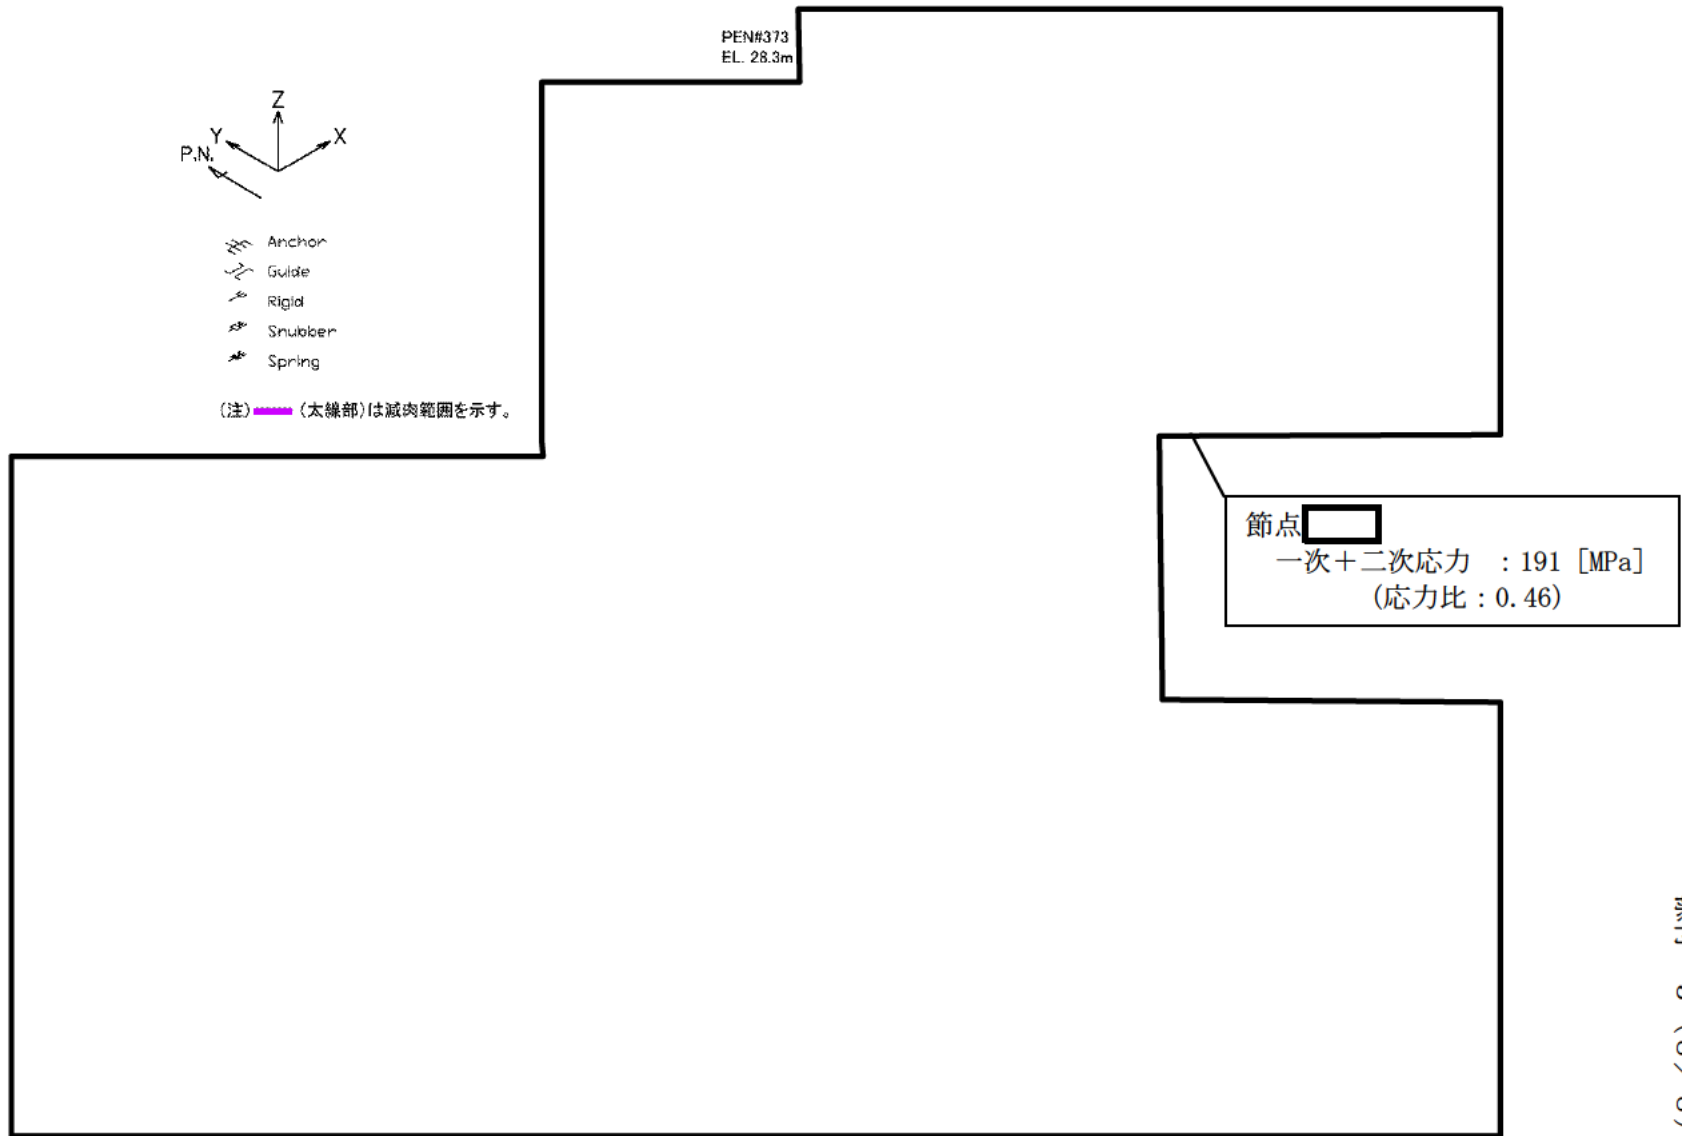 PEN#373
EL. 28.3m
Z
Y
X
P.N.
Anchor
Guide
Rigid
Snubber
Spring
(注) (太線部)は減肉範囲を示す。
節点
一次＋二次応力 : 191 [MPa]
(応力比：0.46)